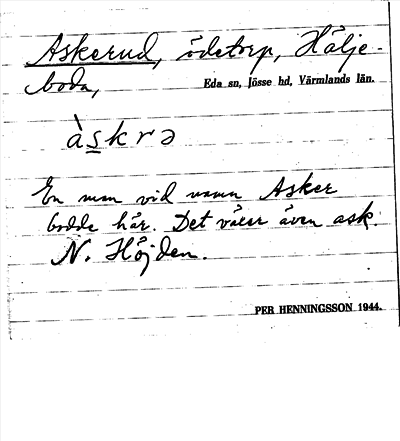 Askerud, ödetorp, Hälje-
boda,
Eda sn, Jösse hd, Värmlands län.
àskrə
En man vid namn Asker
bodde här. Det växer även ask.
N. Höjden.
PER HENNINGSSON 1944.